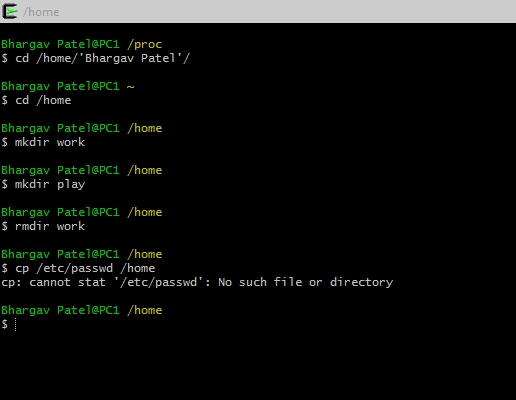 /home
Bhargav Patel@PC1 /proc
$ cd /home/'Bhargav Patel'/
Bhargav Patel@PC1 ~
$ cd /home
Bhargav Patel@PC1 /home
$ mkdir work
Bhargav Patel@PC1 /home
$ mkdir play
Bhargav Patel@PC1 /home
$ rmdir work
Bhargav Patel@PC1 /home
$ cp /etc/passwd /home
cp: cannot stat '/etc/passwd': No such file or directory
Bhargav Patel@PC1 /home
$